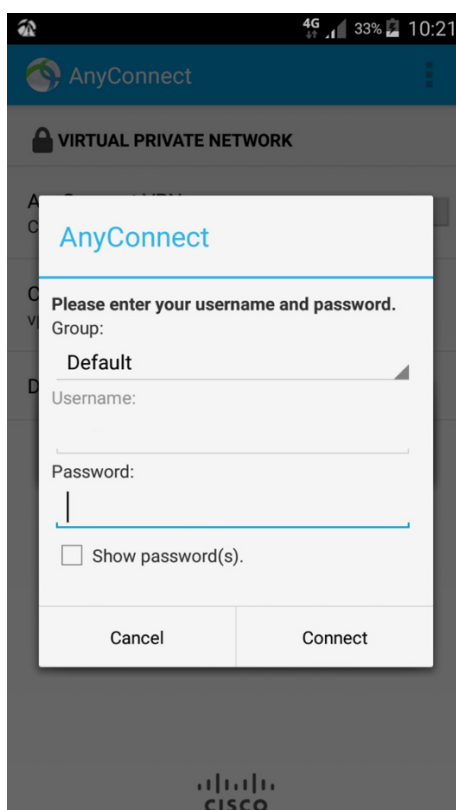 4G 33% 10:21
AnyConnect
VIRTUAL PRIVATE NETWORK
AnyConnect
Please enter your username and password.
Group:
Default
Username:
Password:
Show password(s).
Cancel
Connect
CISCO